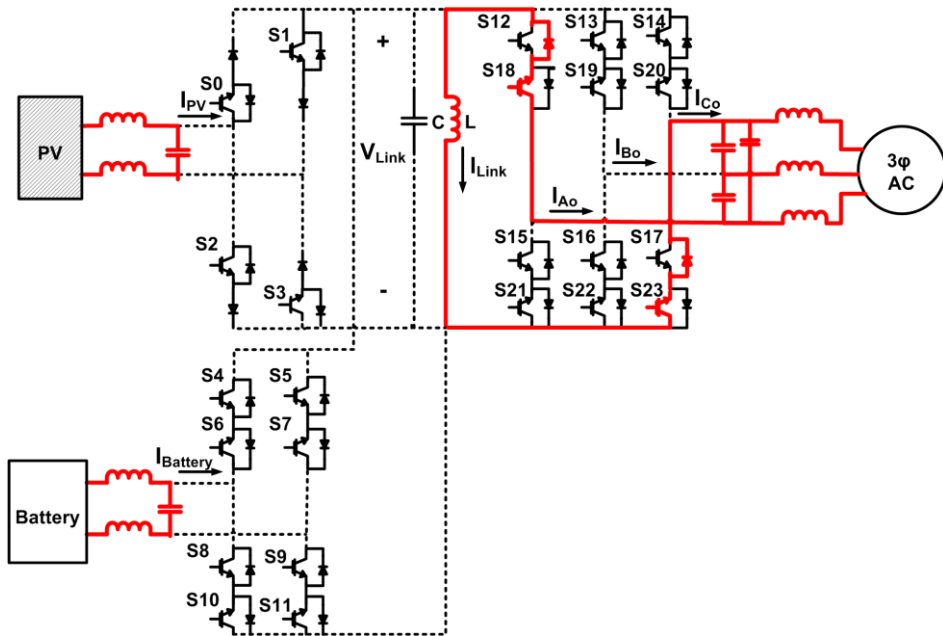 S12
S13
S14
S1
+
S0
S18
S19
S20
I_PV
I_Co
PV
C
L
V_Link
I_Bo
3φ
AC
I_Link
I_Ao
S2
S15
S16
S17
S3
-
S21
S22
S23
S4
S5
S6
S7
I_Battery
Battery
S8
S9
S10
S11